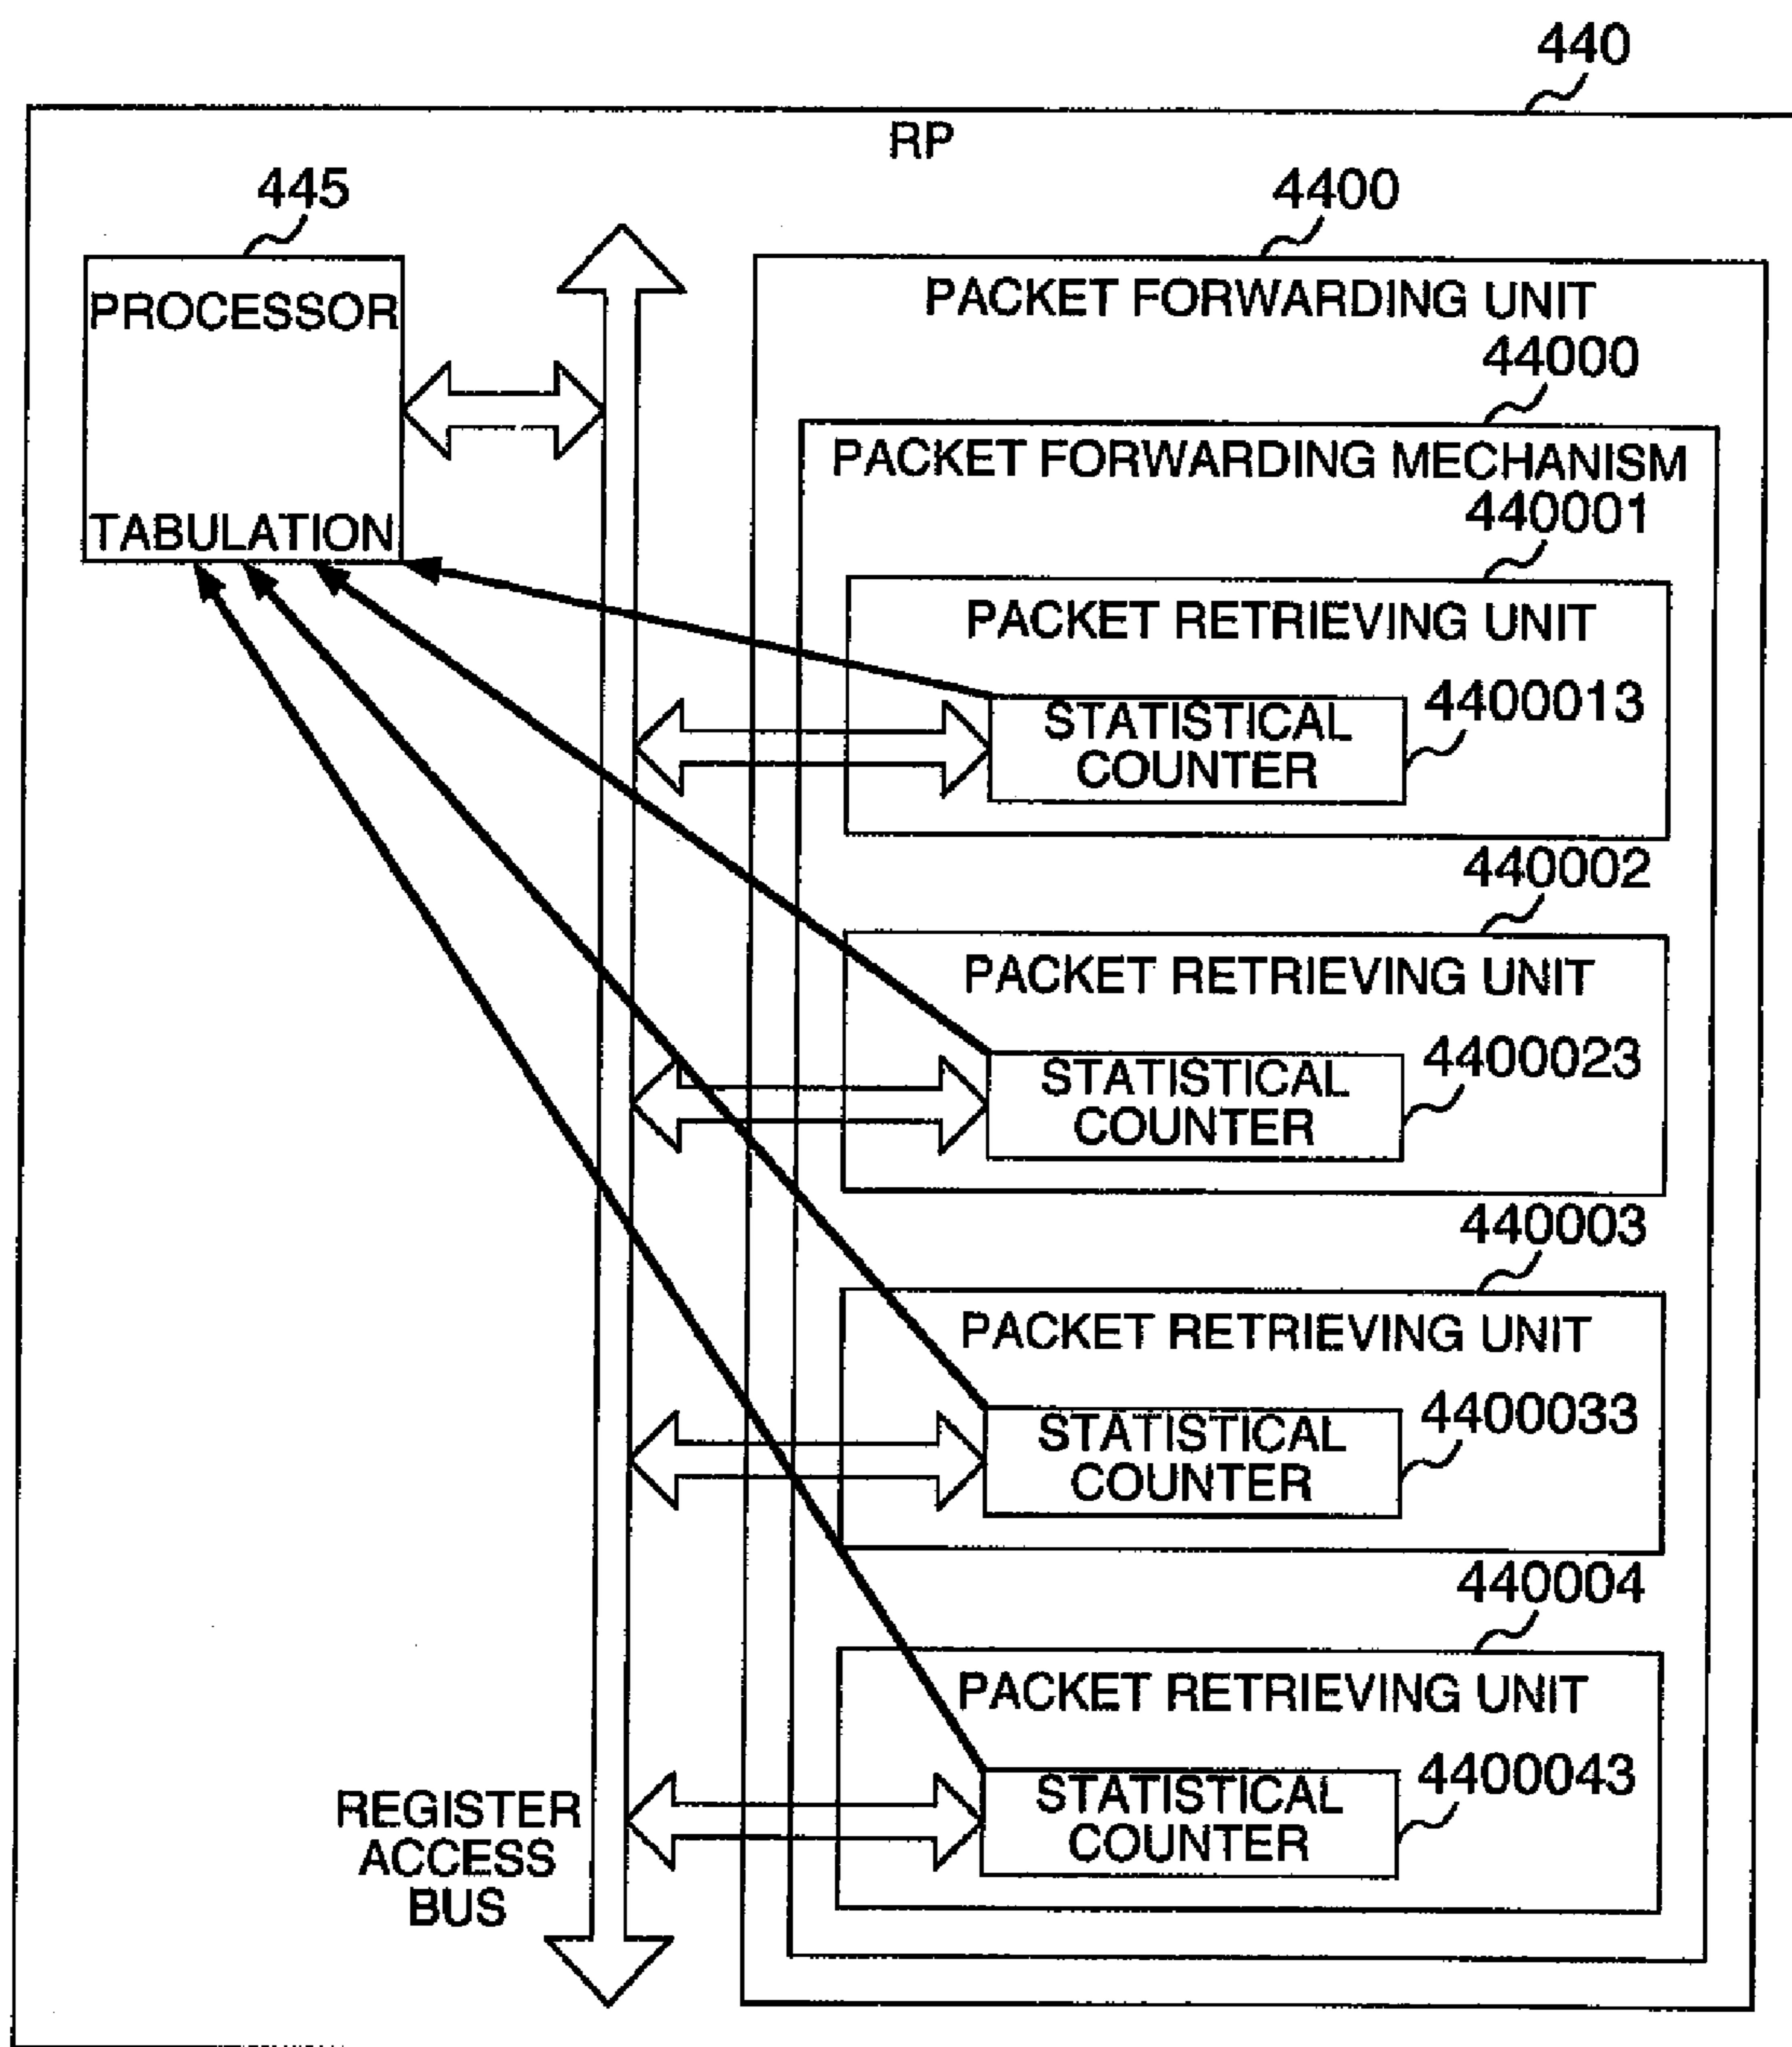 440
RP
445
4400
PROCESSOR
TABULATION
PACKET FORWARDING UNIT
44000
PACKET FORWARDING MECHANISM
440001
PACKET RETRIEVING UNIT
4400013
STATISTICAL
COUNTER
440002
PACKET RETRIEVING UNIT
4400023
STATISTICAL
COUNTER
440003
PACKET RETRIEVING UNIT
4400033
STATISTICAL
COUNTER
440004
PACKET RETRIEVING UNIT
4400043
STATISTICAL
COUNTER
REGISTER
ACCESS
BUS